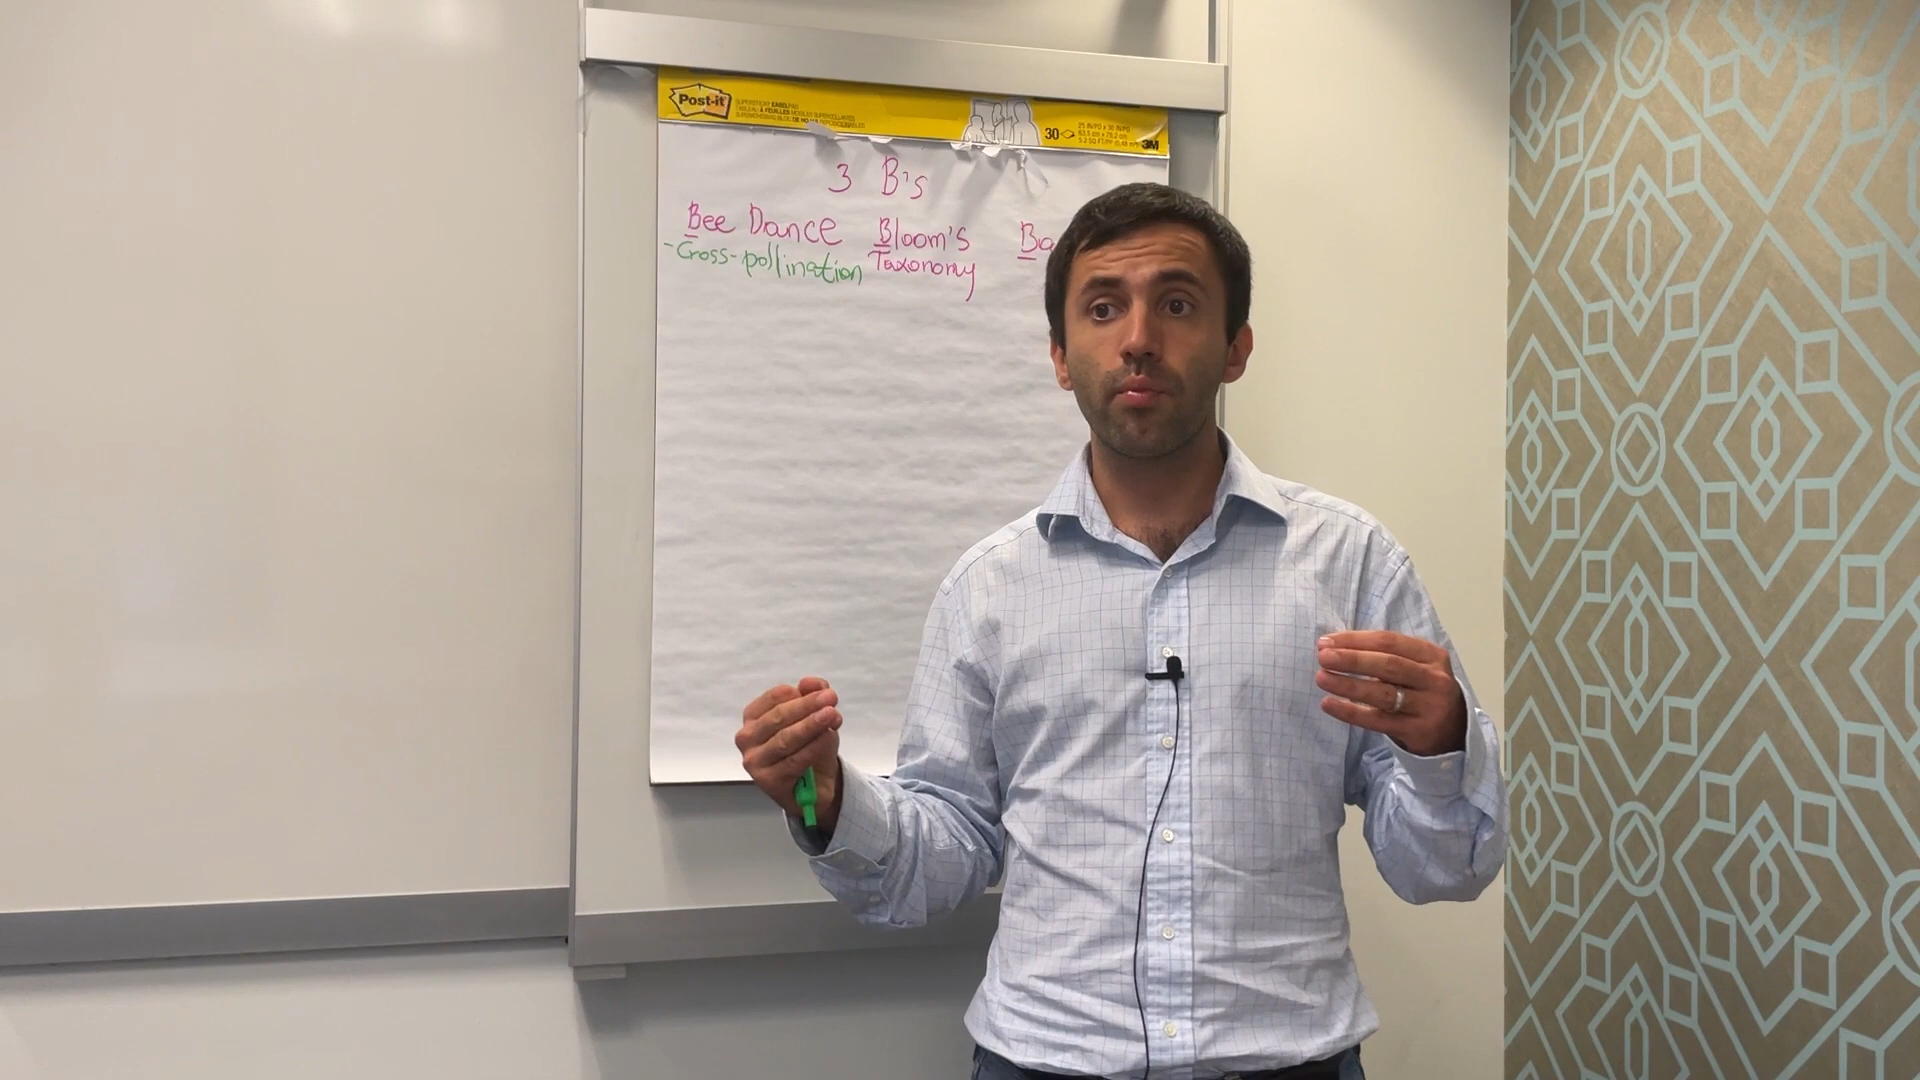 Post-it
30
3M
3 B's
Bee Dance Bloom's
-Cross-pollination Taxonomy